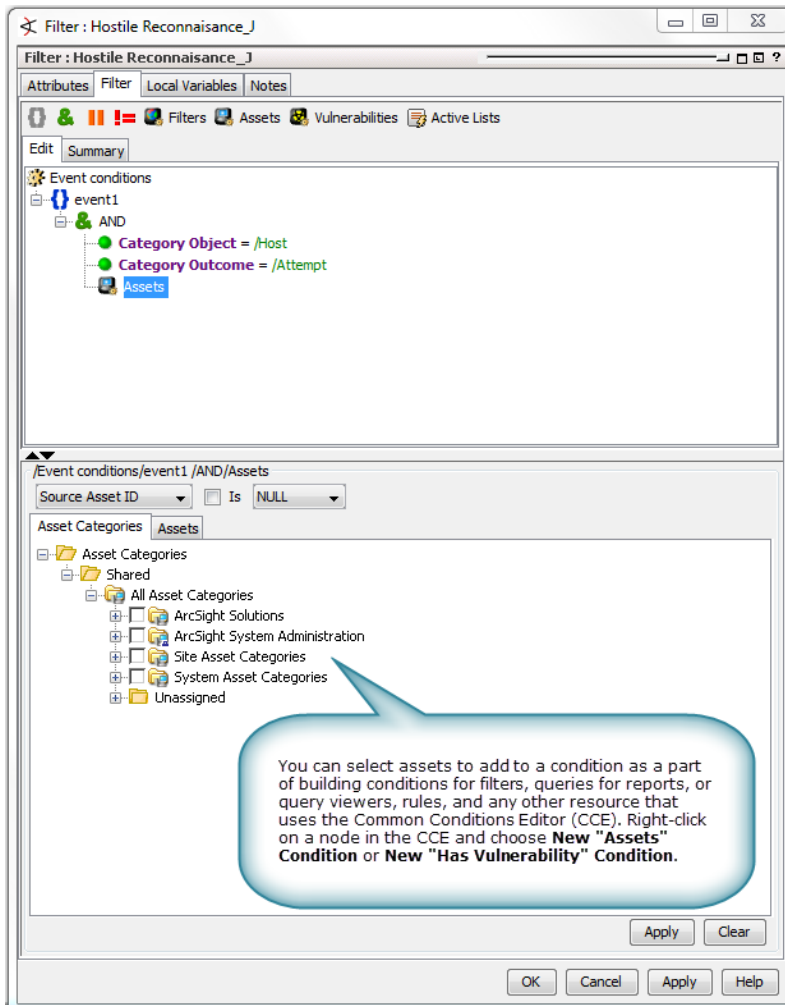 Filter : Hostile Reconnaisance_J
Filter : Hostile Reconnaisance_J
Attributes Filter Local Variables Notes
Filters Assets Vulnerabilities Active Lists
Edit Summary
Event conditions
event1
AND
Category Object = /Host
Category Outcome = /Attempt
Assets
/Event conditions/event1 /AND/Assets
Source Asset ID Is NULL
Asset Categories Assets
Asset Categories
Shared
All Asset Categories
ArcSight Solutions
ArcSight System Administration
Site Asset Categories
System Asset Categories
Unassigned
You can select assets to add to a condition as a part
of building conditions for filters, queries for reports, or
query viewers, rules, and any other resource that
uses the Common Conditions Editor (CCE). Right-click
on a node in the CCE and choose New "Assets"
Condition or New "Has Vulnerability" Condition.
Apply Clear
OK Cancel Apply Help